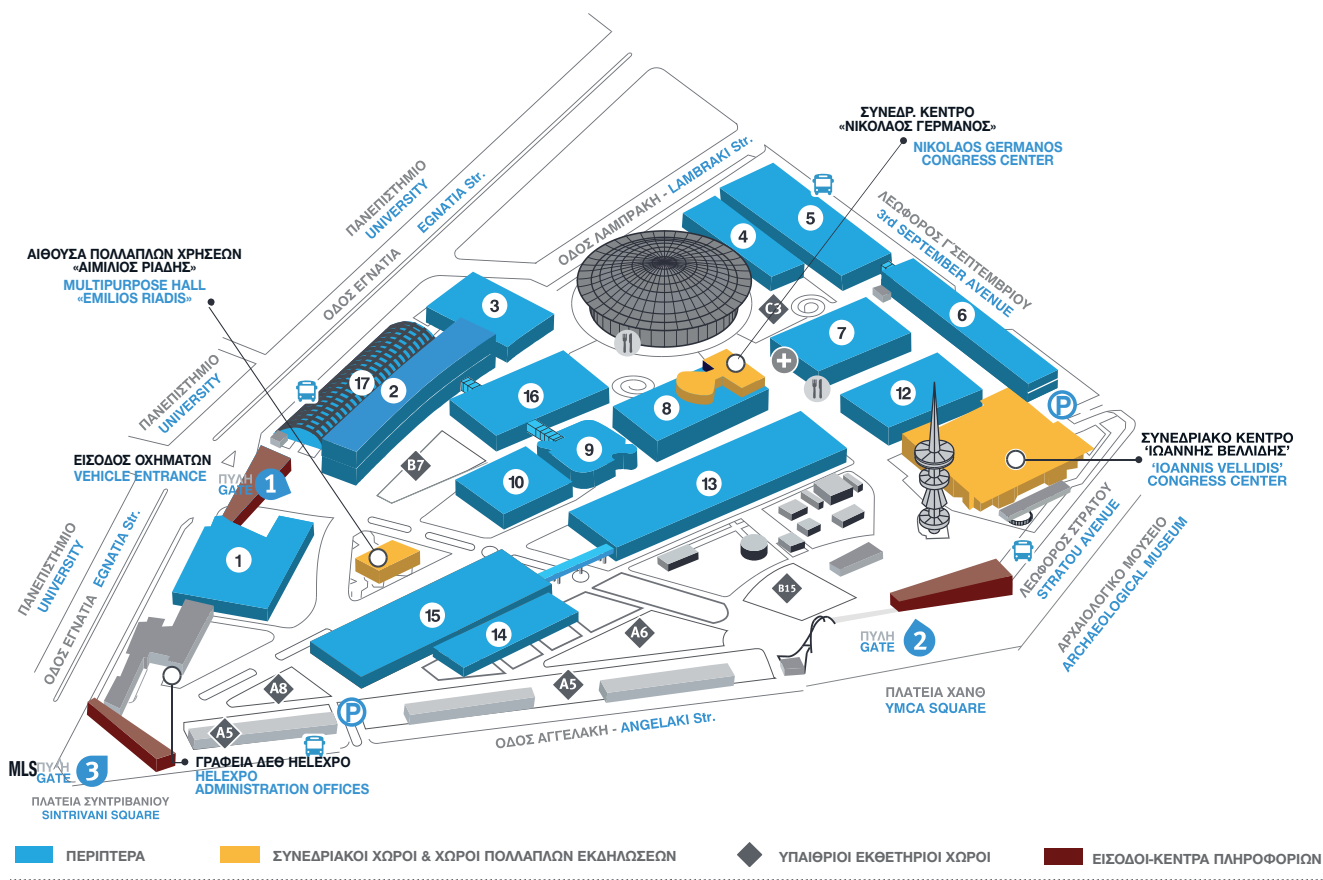 ΣΥΝΕΔΡ. ΚΕΝΤΡΟ
«ΝΙΚΟΛΑΟΣ ΓΕΡΜΑΝΟΣ»
NIKOLAOS GERMANOS
CONGRESS CENTER
ΠΑΝΕΠΙΣΤΗΜΙΟ
UNIVERSITY
ΟΔΟΣ ΕΓΝΑΤΙΑ EGNATIA Str.
ΟΔΟΣ ΛΑΜΠΡΑΚΗ - LAMBRAKI Str.
ΛΕΩΦΟΡΟΣ Γ'ΣΕΠΤΕΜΒΡΙΟΥ
3rd SEPTEMBER AVENUE
ΑΙΘΟΥΣΑ ΠΟΛΛΑΠΛΩΝ ΧΡΗΣΕΩΝ
«ΑΙΜΙΛΙΟΣ ΡΙΑΔΗΣ»
MULTIPURPOSE HALL
«EMILIOS RIADIS»
5
4
3
C3
6
7
17
2
16
8
12
P
ΠΑΝΕΠΙΣΤΗΜΙΟ
UNIVERSITY
ΕΙΣΟΔΟΣ ΟΧΗΜΑΤΩΝ
VEHICLE ENTRANCE
ΠΥΛΗ
GATE 1
B7
9
10
13
ΣΥΝΕΔΡΙΑΚΟ ΚΕΝΤΡΟ
‘ΙΩΑΝΝΗΣ ΒΕΛΛΙΔΗΣ’
‘IOANNIS VELLIDIS’
CONGRESS CENTER
ΠΑΝΕΠΙΣΤΗΜΙΟ
UNIVERSITY
ΟΔΟΣ ΕΓΝΑΤΙΑ EGNATIA Str.
1
15
14
A6
B15
ΛΕΩΦΟΡΟΣ ΣΤΡΑΤΟΥ
STRATOU AVENUE
ΑΡΧΑΙΟΛΟΓΙΚΟ ΜΟΥΣΕΙΟ
ARCHAEOLOGICAL MUSEUM
ΠΥΛΗ
GATE 2
A8
A5
A5
P
ΠΛΑΤΕΙΑ ΧΑΝΘ
YMCA SQUARE
ΟΔΟΣ ΑΓΓΕΛΑΚΗ - ANGELAKI Str.
MLS ΠΥΛΗ
GATE 3
ΓΡΑΦΕΙΑ ΔΕΘ HELEXPO
HELEXPO
ADMINISTRATION OFFICES
ΠΛΑΤΕΙΑ ΣΥΝΤΡΙΒΑΝΙΟΥ
SINTRIVANI SQUARE
ΠΕΡΙΠΤΕΡΑ
ΣΥΝΕΔΡΙΑΚΟΙ ΧΩΡΟΙ & ΧΩΡΟΙ ΠΟΛΛΑΠΛΩΝ ΕΚΔΗΛΩΣΕΩΝ
ΥΠΑΙΘΡΙΟΙ ΕΚΘΕΤΗΡΙΟΙ ΧΩΡΟΙ
ΕΙΣΟΔΟΙ-ΚΕΝΤΡΑ ΠΛΗΡΟΦΟΡΙΩΝ